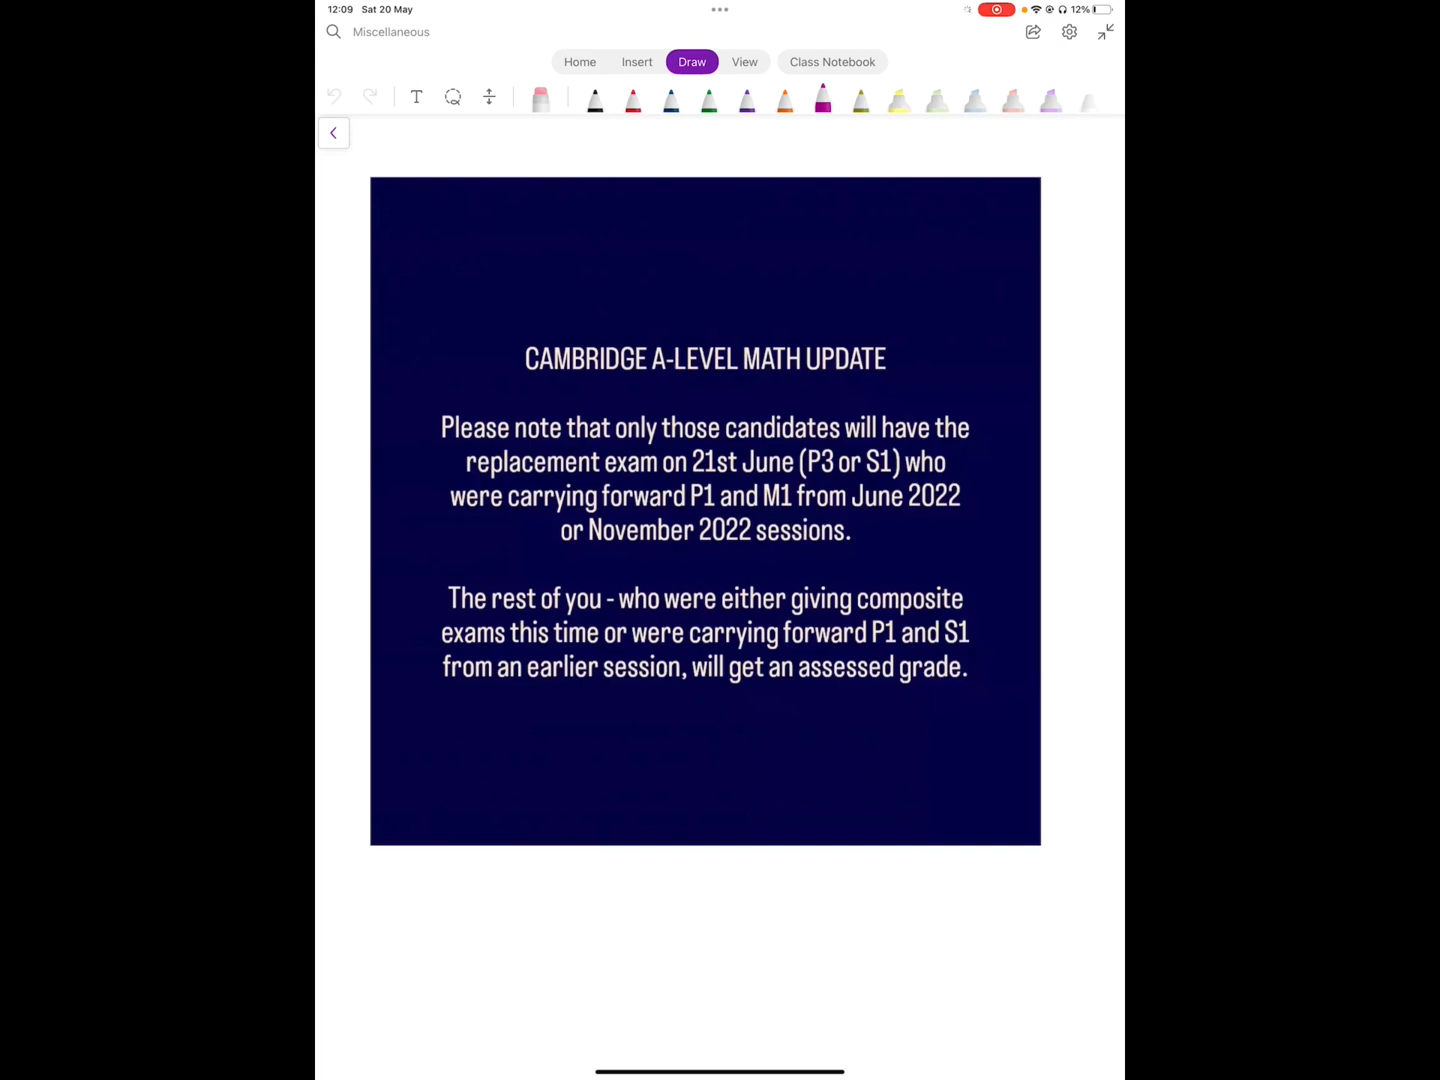 12:09 Sat 20 May
12%
Miscellaneous
Home Insert Draw View Class Notebook
T
CAMBRIDGE A-LEVEL MATH UPDATE
Please note that only those candidates will have the
replacement exam on 21st June (P3 or S1) who
were carrying forward P1 and M1 from June 2022
or November 2022 sessions.
The rest of you - who were either giving composite
exams this time or were carrying forward P1 and S1
from an earlier session, will get an assessed grade.